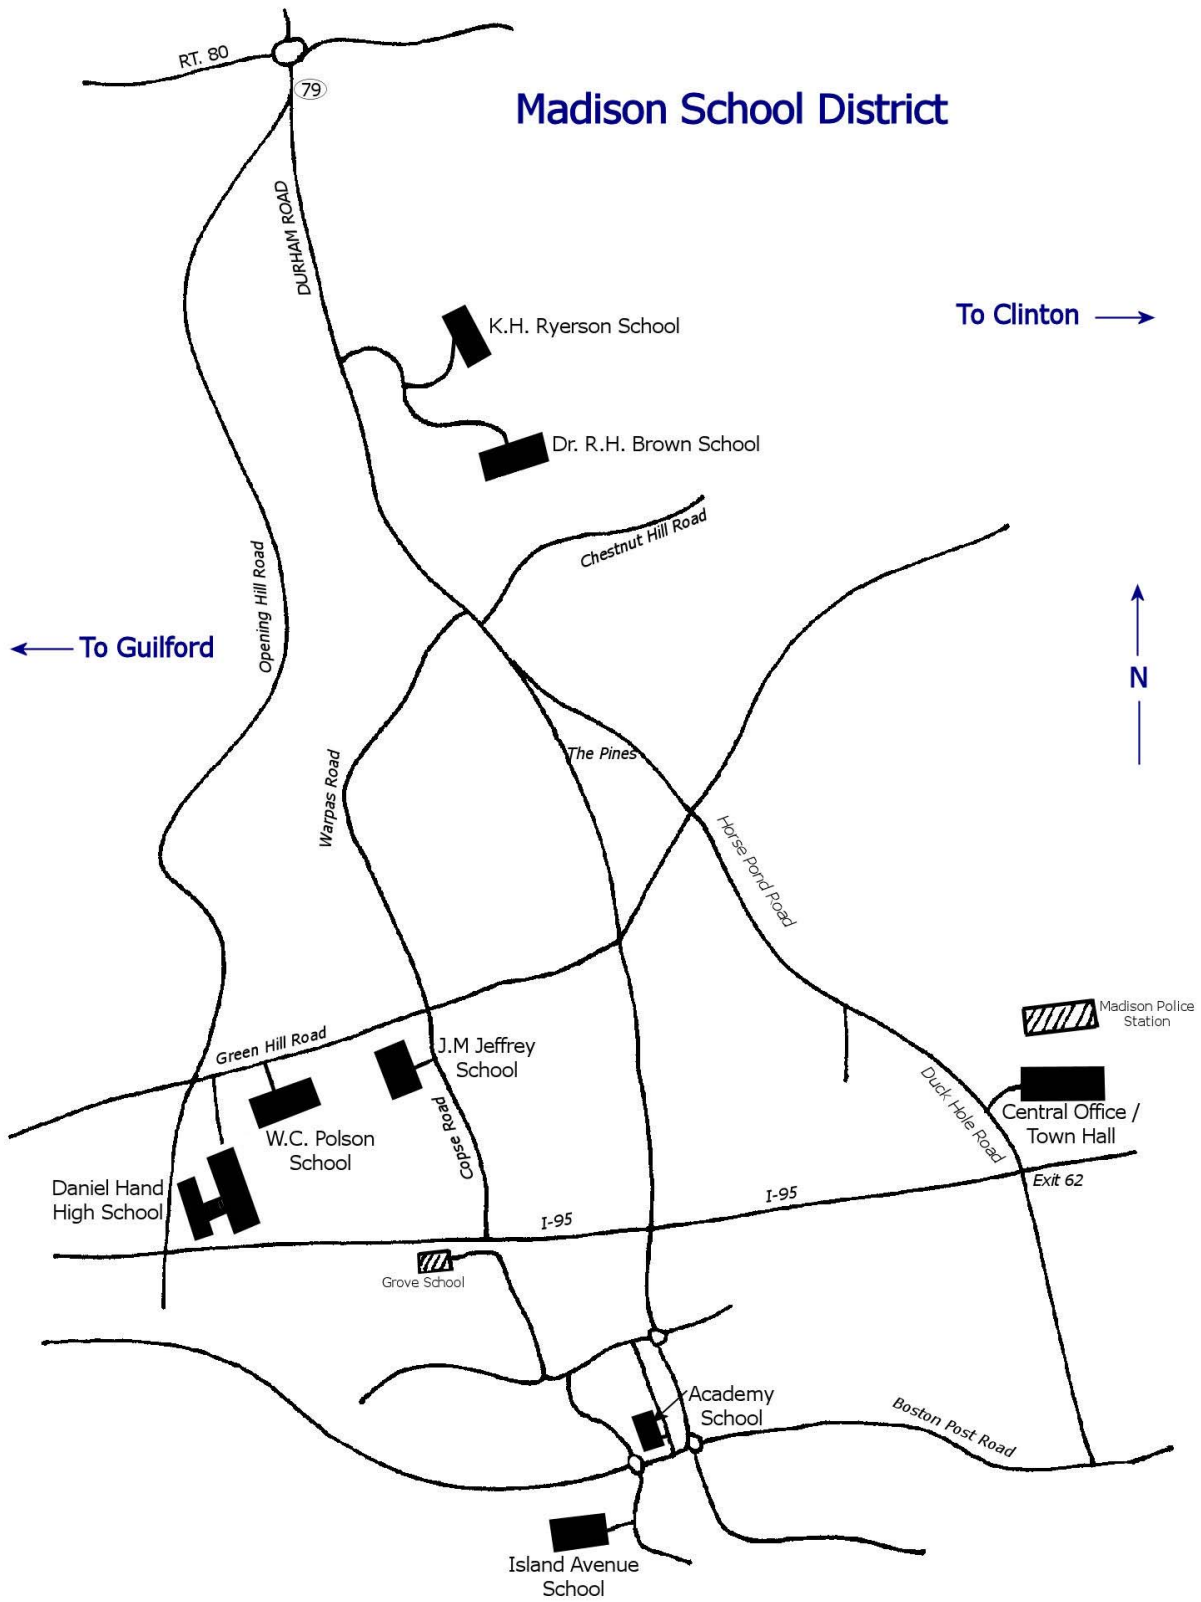 RT. 80
79
Madison School District
DURHAM ROAD
K.H. Ryerson School
To Clinton
Dr. R.H. Brown School
Chestnut Hill Road
Opening Hill Road
To Guilford
N
The Pines
Warpas Road
Horse Pond Road
Madison Police
Station
Green Hill Road
J.M Jeffrey
School
Duck Hole Road
Central Office /
Town Hall
Copse Road
W.C. Polson
School
Exit 62
Daniel Hand
High School
I-95
I-95
Grove School
Academy
School
Boston Post Road
Island Avenue
School